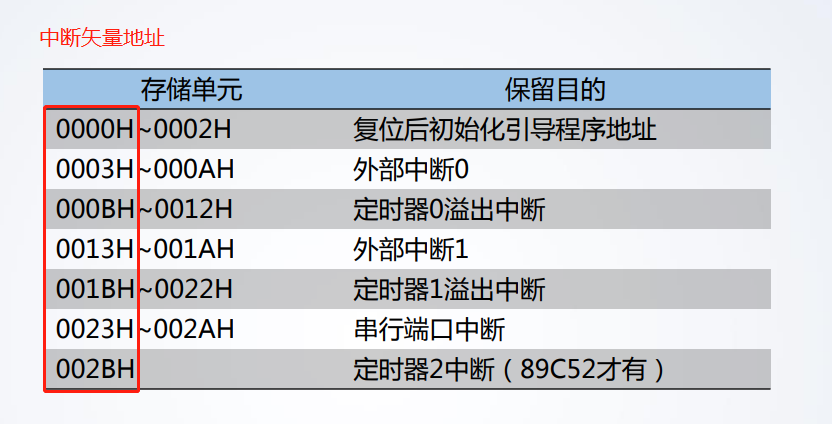 中断矢量地址
存储单元 保留目的
0000H~0002H 复位后初始化引导程序地址
0003H~000AH 外部中断0
000BH~0012H 定时器0溢出中断
0013H~001AH 外部中断1
001BH~0022H 定时器1溢出中断
0023H~002AH 串行端口中断
002BH 定时器2中断（89C52才有）